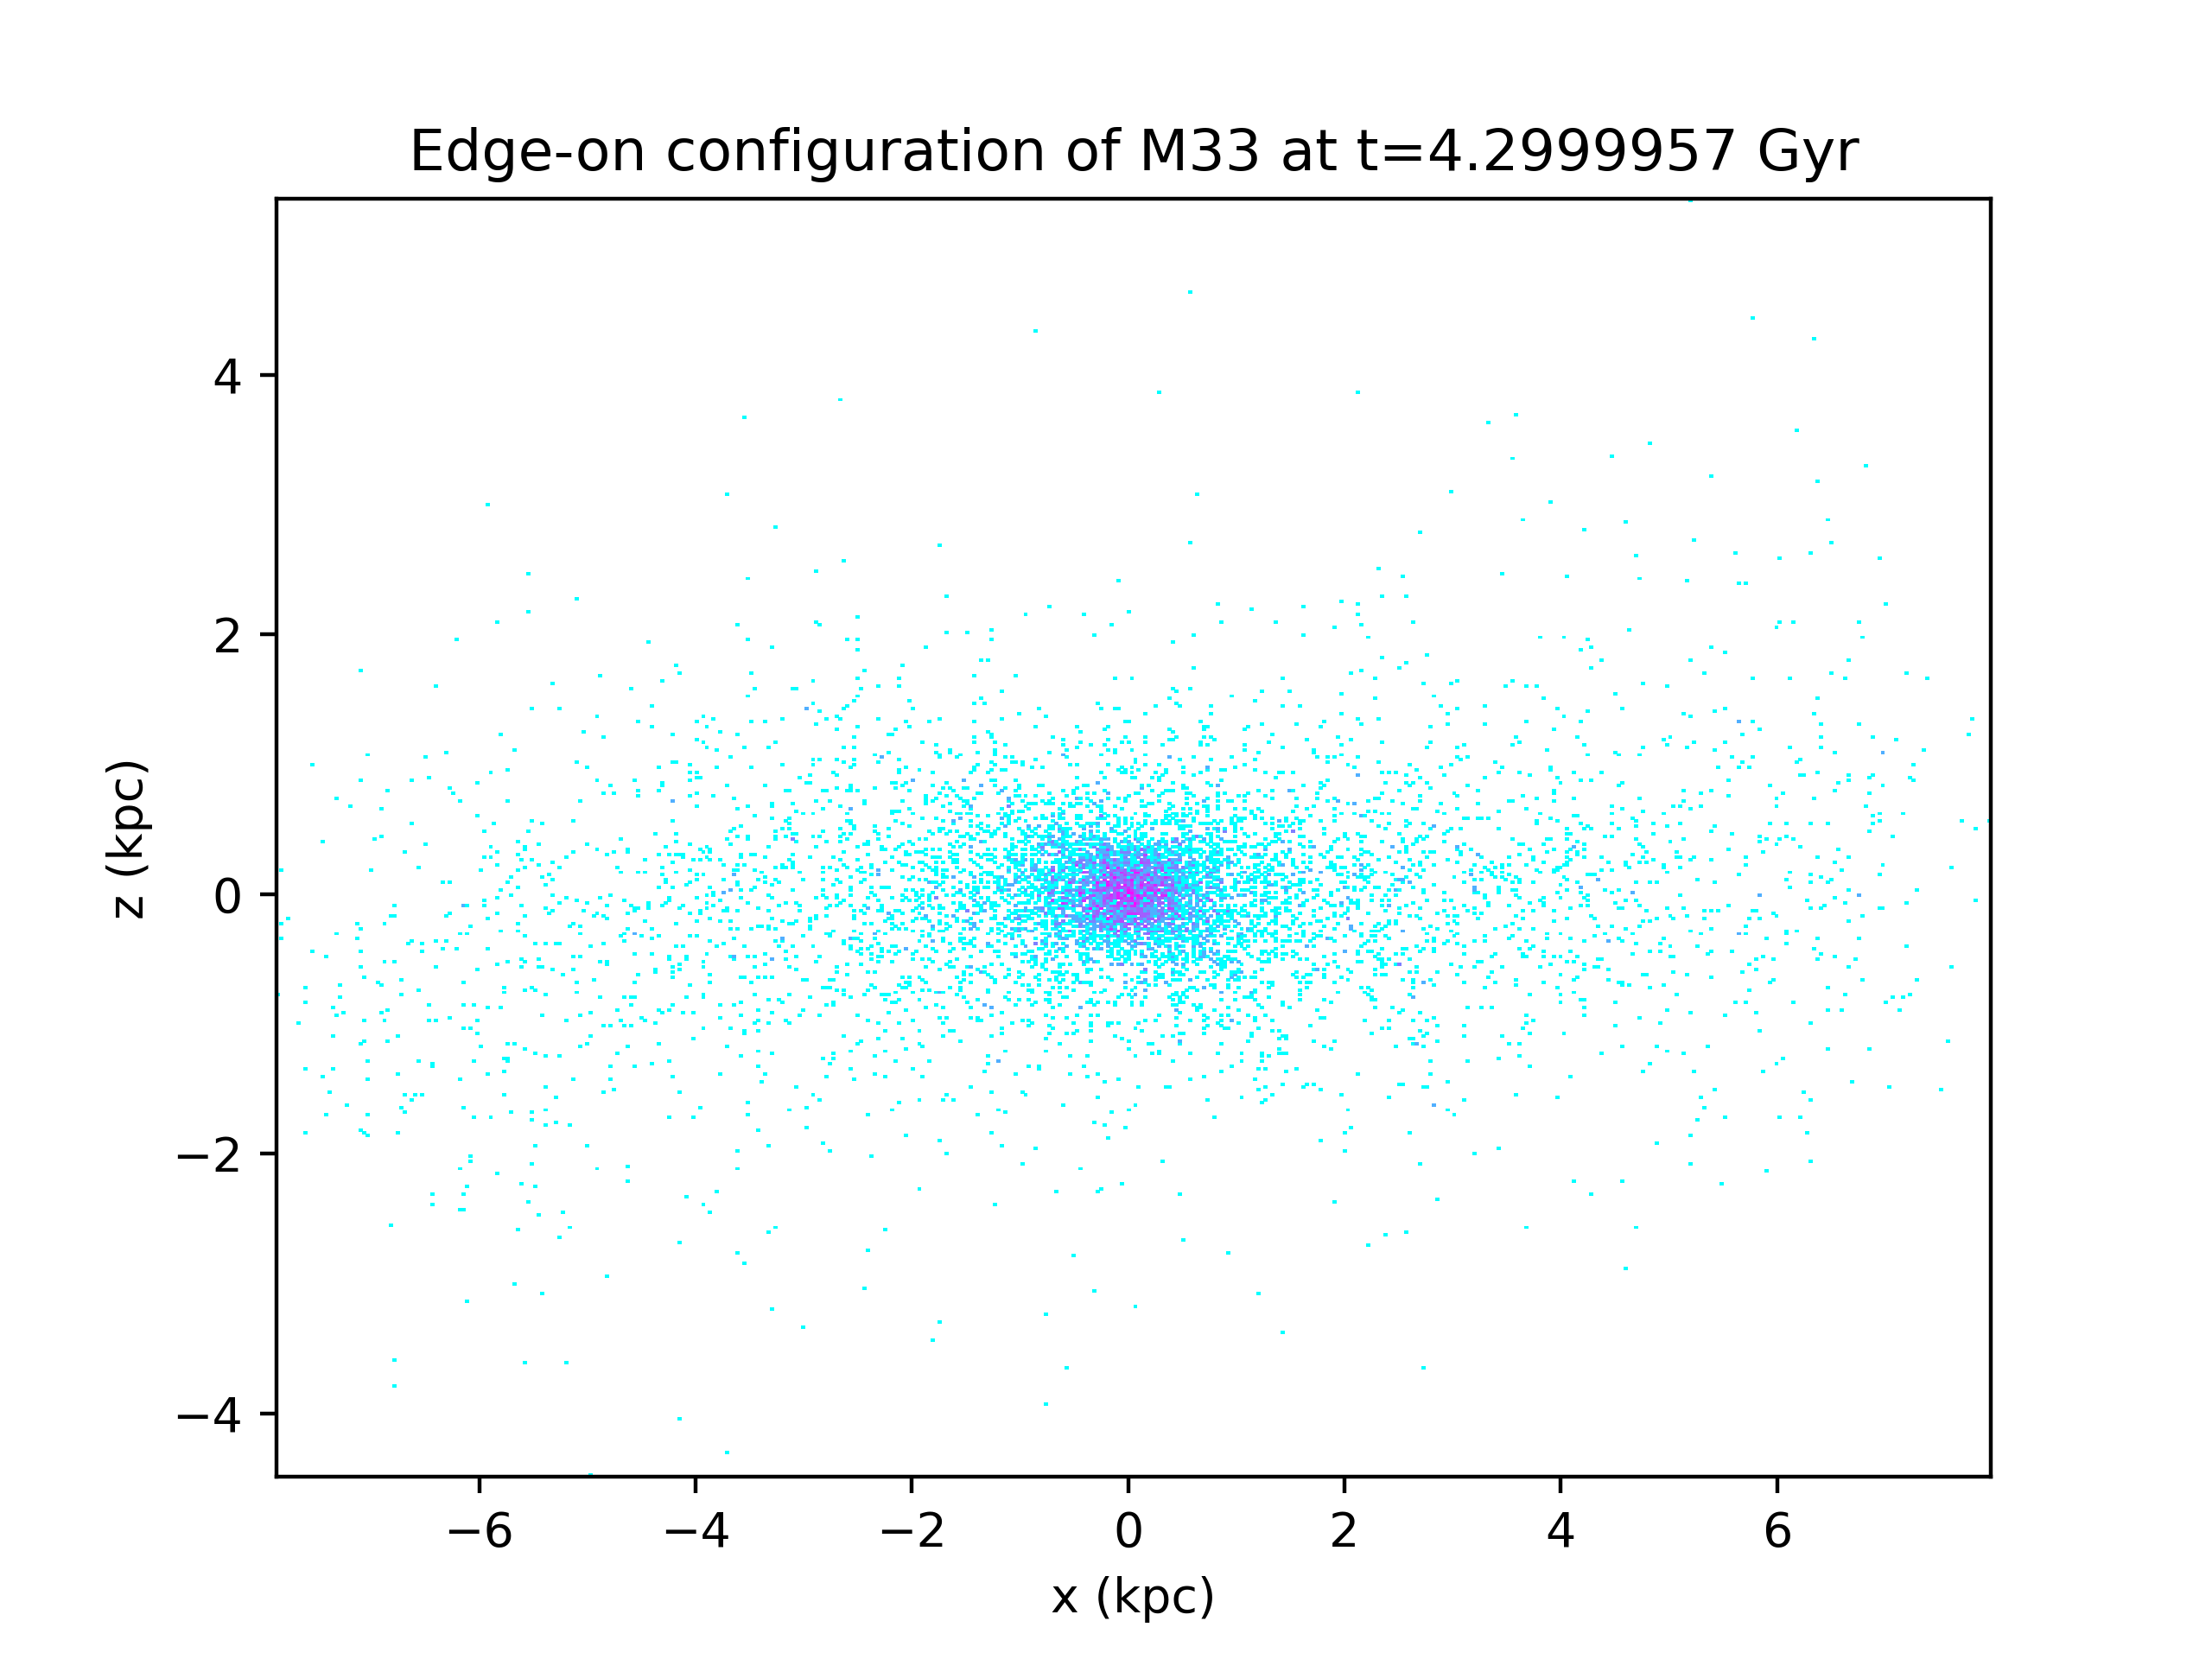 Edge-on configuration of M33 at t=4.2999957 Gyr
z (kpc)
4
2
0
−2
−4
−6 −4 −2 0 2 4 6
x (kpc)